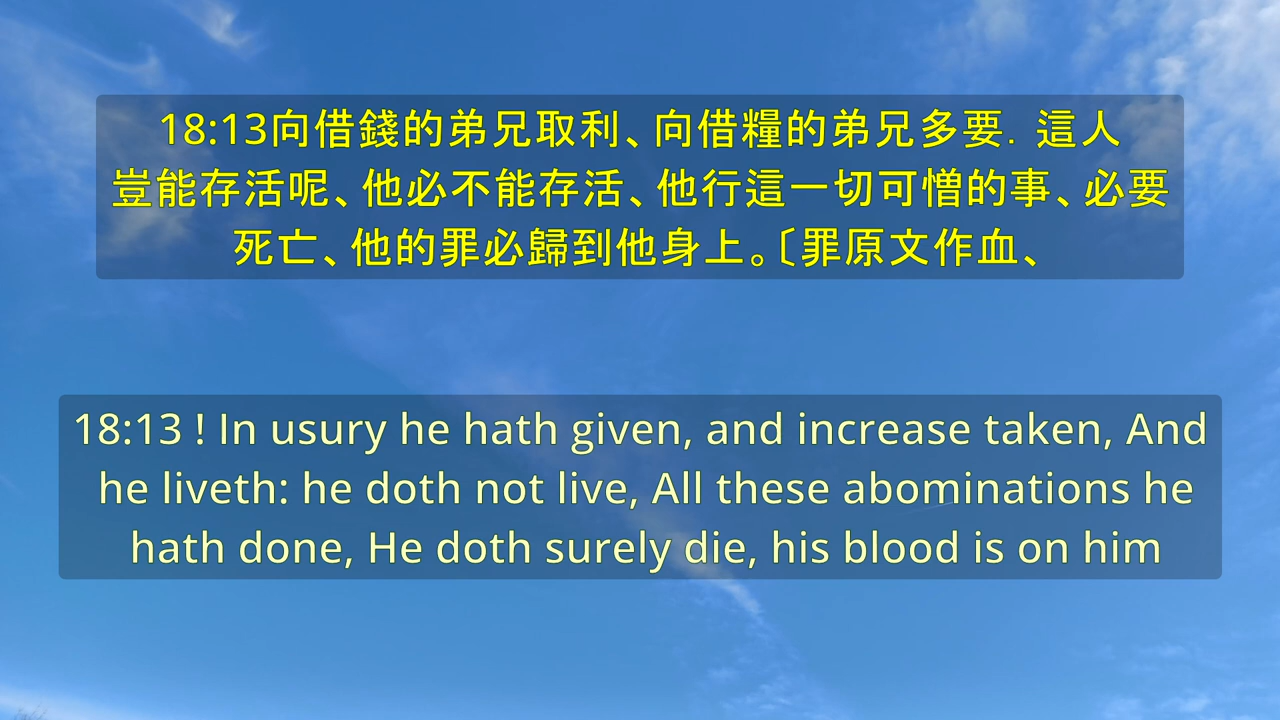 18:13向借錢的弟兄取利、向借糧的弟兄多要．這人
豈能存活呢、他必不能存活、他行這一切可憎的事、必要
死亡、他的罪必歸到他身上。〔罪原文作血、
18:13 ! In usury he hath given, and increase taken, And
he liveth: he doth not live, All these abominations he
hath done, He doth surely die, his blood is on him